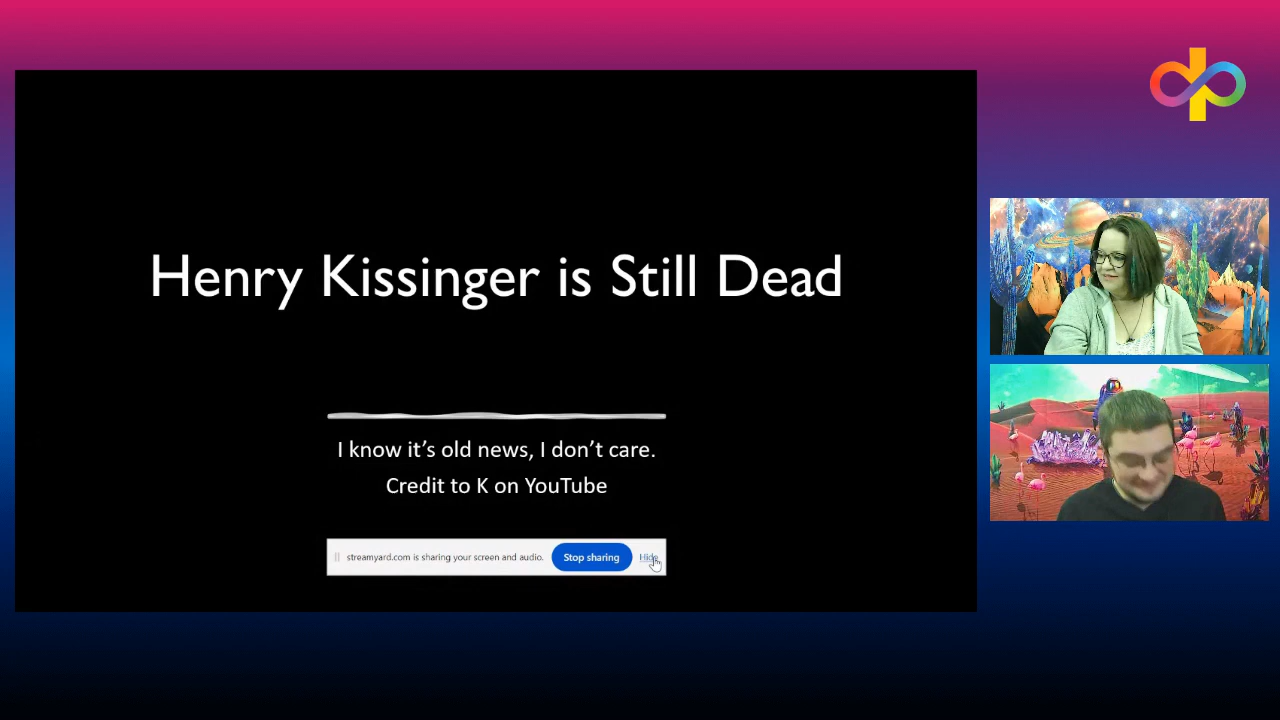 Henry Kissinger is Still Dead
I know it's old news, I don't care.
Credit to K on YouTube
streamyard.com is sharing your screen and audio. Stop sharing Hide